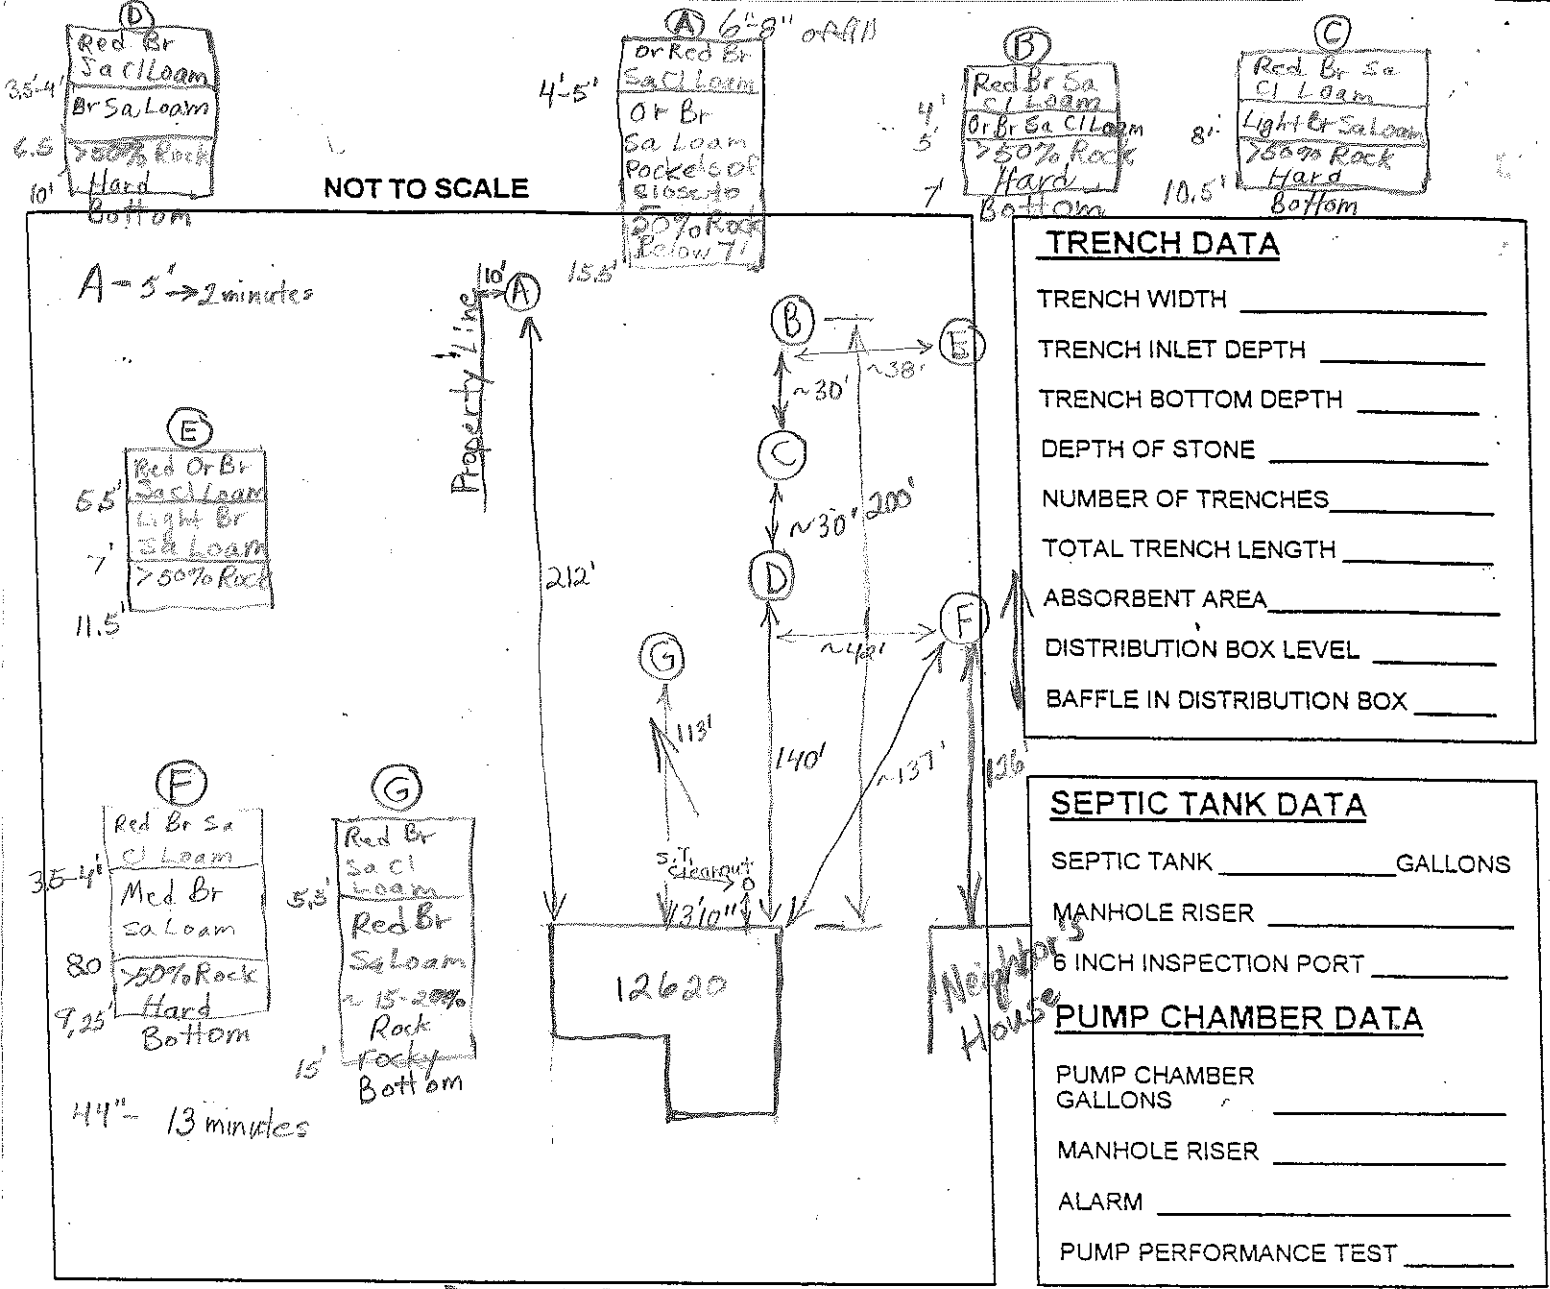 D
Red Br
Sa Cl Loam
3.5-4'
Br Sa Loam
6.5
>50% Rock
10'
Hard
Bottom
A 6"-8" of fill
Or Red Br
Sa Cl Loam
4'-5'
Or Br
Sa Loam
Pockets of
Close to
50% Rock
Below 7'
15.5'
B
Red Br Sa
Cl Loam
4'
Or Br Sa Cl Loam
5'
>50% Rock
Hard
7'
Bottom
C
Red Br Sa
Cl Loam
8'
Light Br Sa Loam
>50% Rock
Hard
10.5'
Bottom
NOT TO SCALE
A - 5' → 2 minutes
10'
A
Property Line
B
E
~38'
~30'
C
~30'
200'
D
212'
F
~42'
G
113'
140'
~137'
126'
S.T.
Cleanout
13'10"
12620
Neighbor's
House
E
Red Or Br
Sa Cl Loam
5.5'
Light Br
Sa Loam
7'
>50% Rock
11.5'
F
Red Br Sa
Cl Loam
3.5-4'
Med Br
Sa Loam
8.0
>50% Rock
Hard
9.25'
Bottom
G
Red Br
Sa Cl
Loam
5.5'
Red Br
Sa Loam
~ 15-20%
Rock
rocky
15'
Bottom
44"- 13 minutes
TRENCH DATA
TRENCH WIDTH
TRENCH INLET DEPTH
TRENCH BOTTOM DEPTH
DEPTH OF STONE
NUMBER OF TRENCHES
TOTAL TRENCH LENGTH
ABSORBENT AREA
DISTRIBUTION BOX LEVEL
BAFFLE IN DISTRIBUTION BOX
SEPTIC TANK DATA
SEPTIC TANK GALLONS
MANHOLE RISER
6 INCH INSPECTION PORT
PUMP CHAMBER DATA
PUMP CHAMBER
GALLONS
MANHOLE RISER
ALARM
PUMP PERFORMANCE TEST